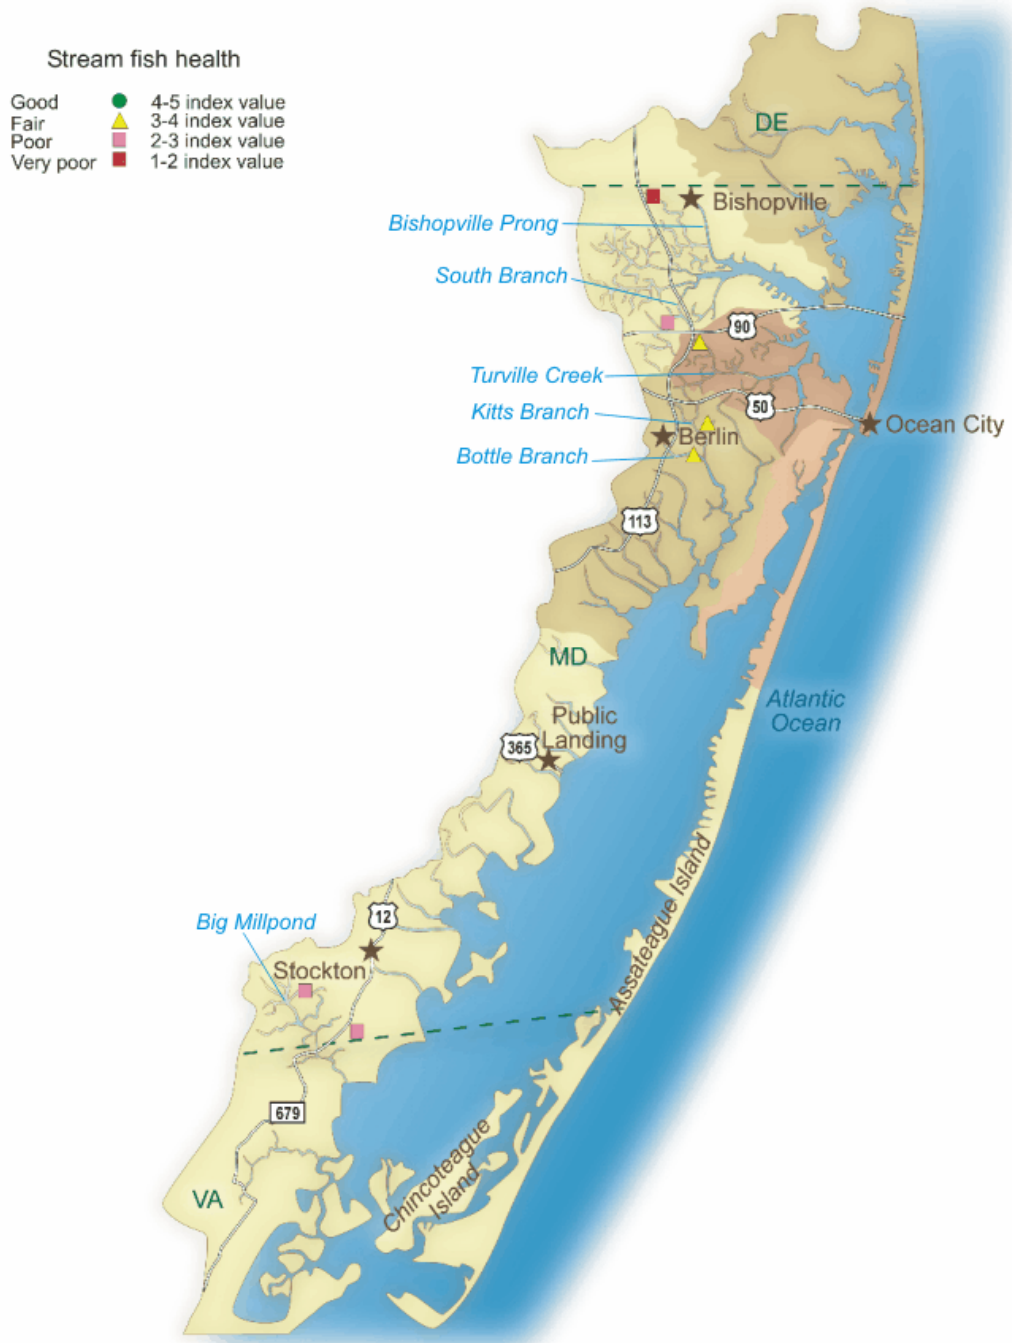 Stream fish health
Good 4-5 index value
Fair 3-4 index value
Poor 2-3 index value
Very poor 1-2 index value
DE
Bishopville
Bishopville Prong
South Branch
90
Turville Creek
50
Kitts Branch
Ocean City
Berlin
Bottle Branch
113
MD
Atlantic
Ocean
Public
Landing
365
Assateague Island
12
Big Millpond
Stockton
679
Chincoteague
Island
VA